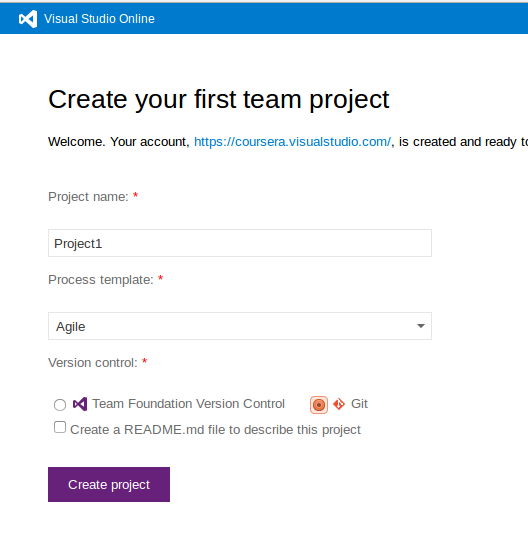 Visual Studio Online
Create your first team project
Welcome. Your account, https://coursera.visualstudio.com/, is created and ready
Project name: *
Project1
Process template: *
Agile
Version control: *
Team Foundation Version Control Git
Create a README.md file to describe this project
Create project